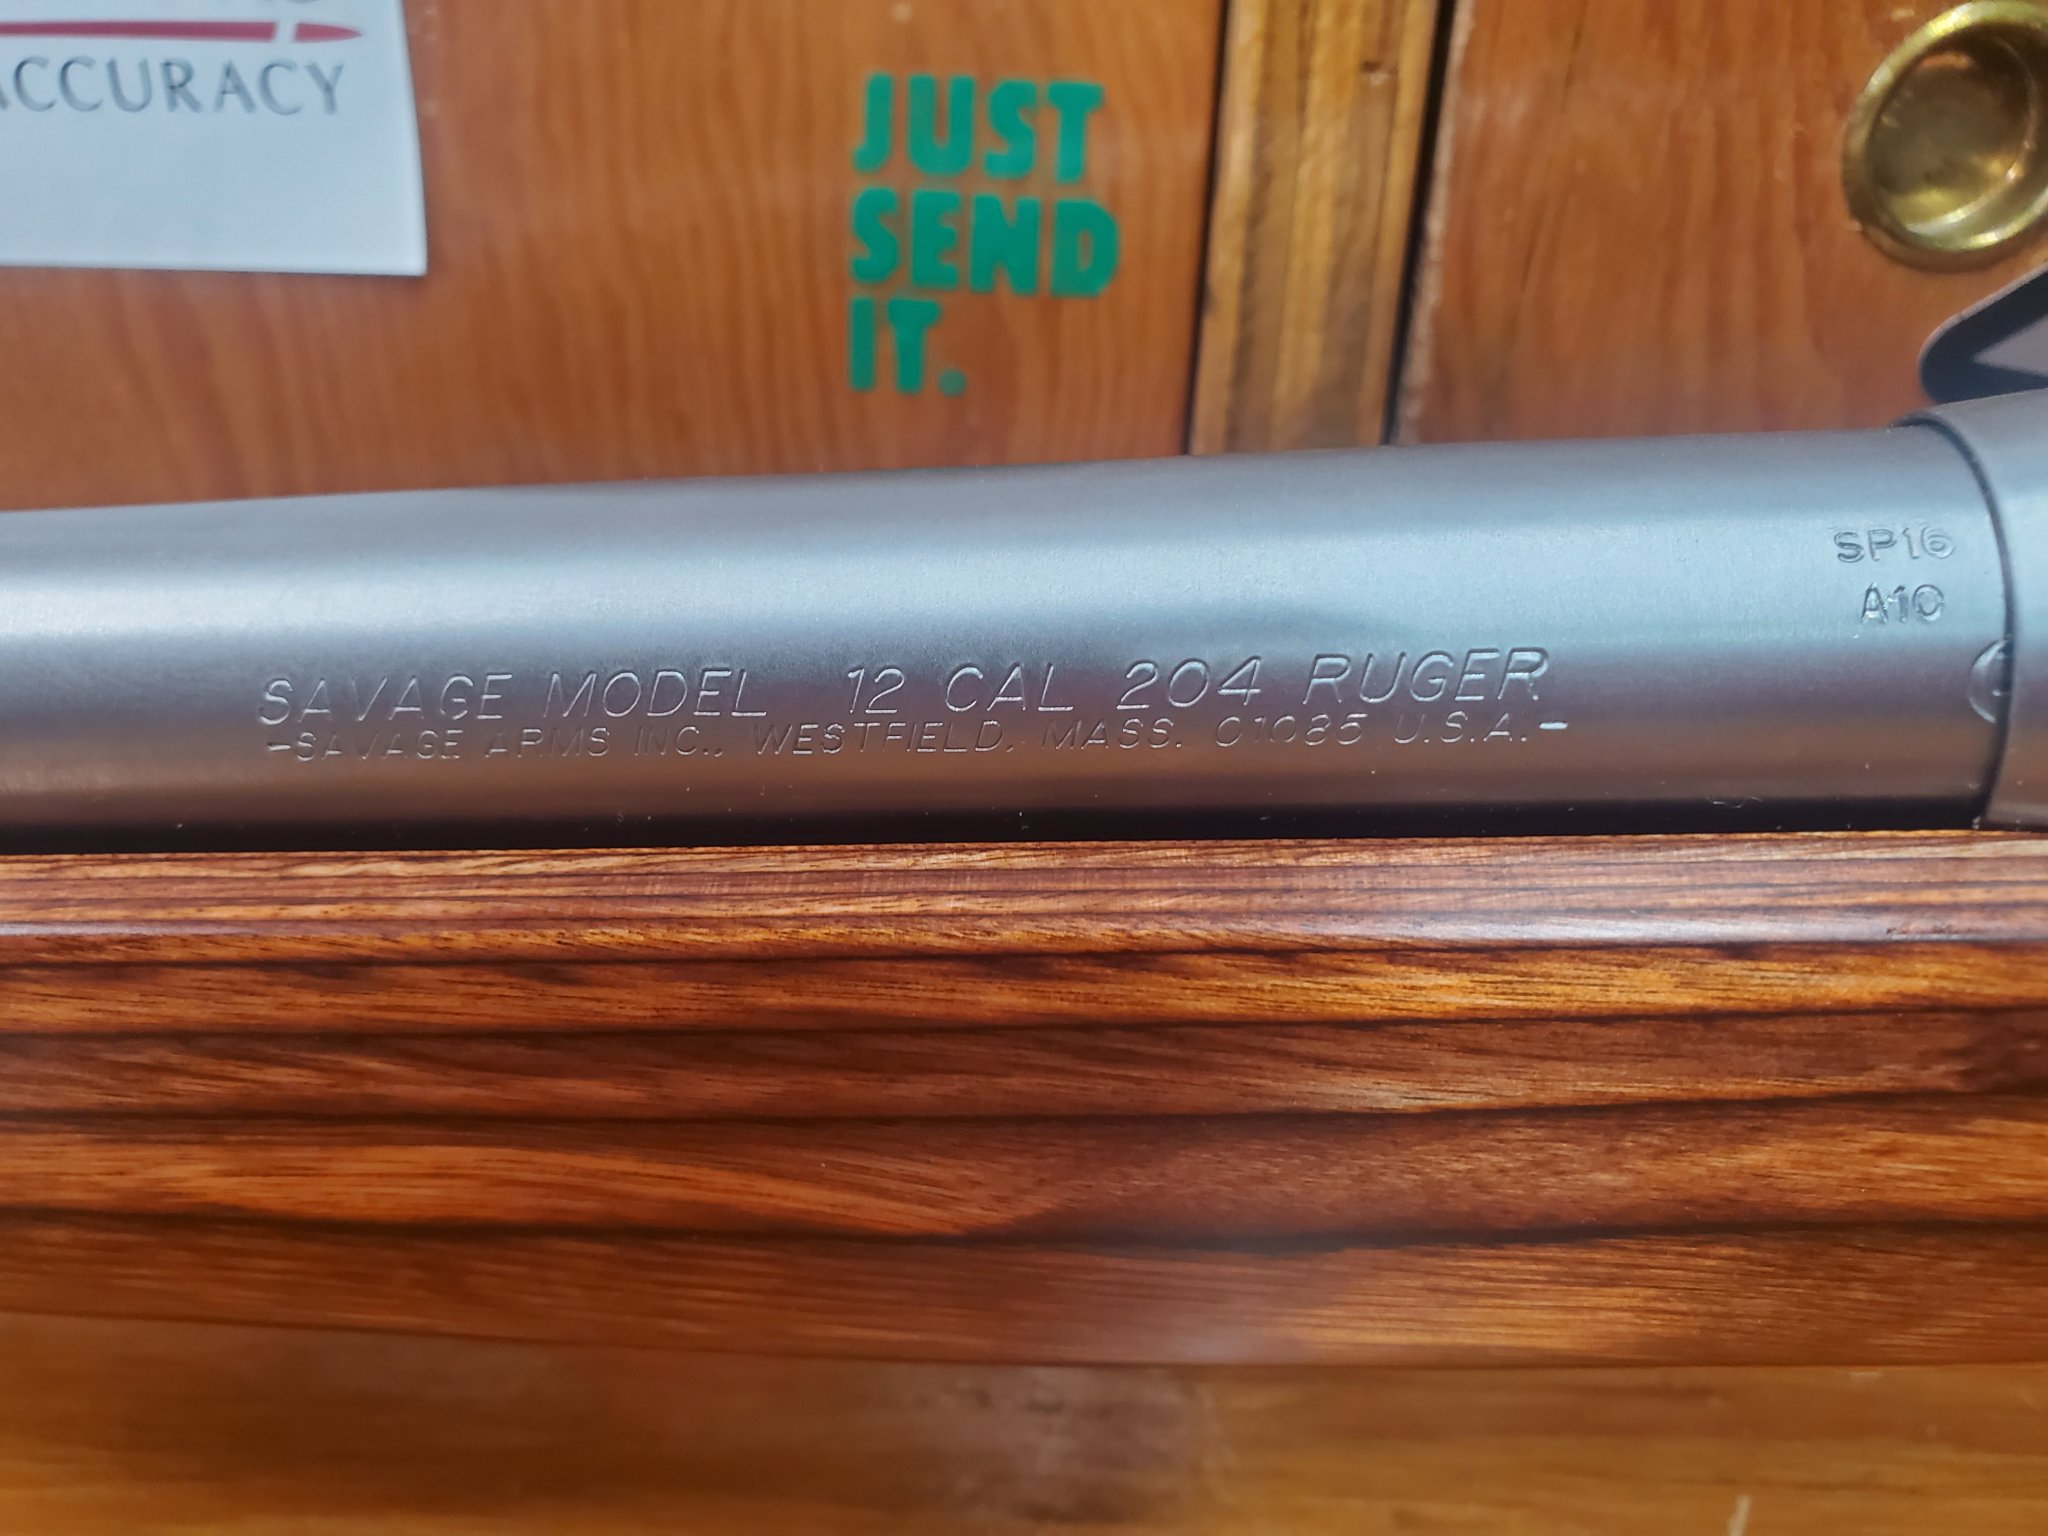 ACCURACY
JUST
SEND
IT.
SP16
A10
SAVAGE MODEL 12 CAL 204 RUGER
-SAVAGE ARMS INC., WESTFIELD, MASS. 01085 U.S.A.-